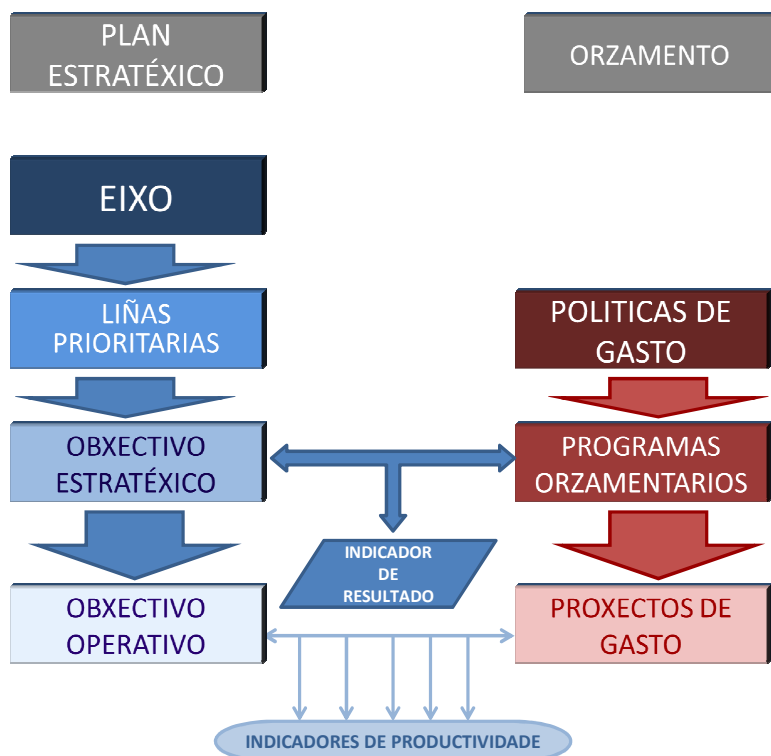 PLAN
ESTRATÉXICO
ORZAMENTO
EIXO
LIÑAS
PRIORITARIAS
POLITICAS DE
GASTO
OBXECTIVO
ESTRATÉXICO
PROGRAMAS
ORZAMENTARIOS
INDICADOR
DE
RESULTADO
OBXECTIVO
OPERATIVO
PROXECTOS DE
GASTO
INDICADORES DE PRODUCTIVIDADE